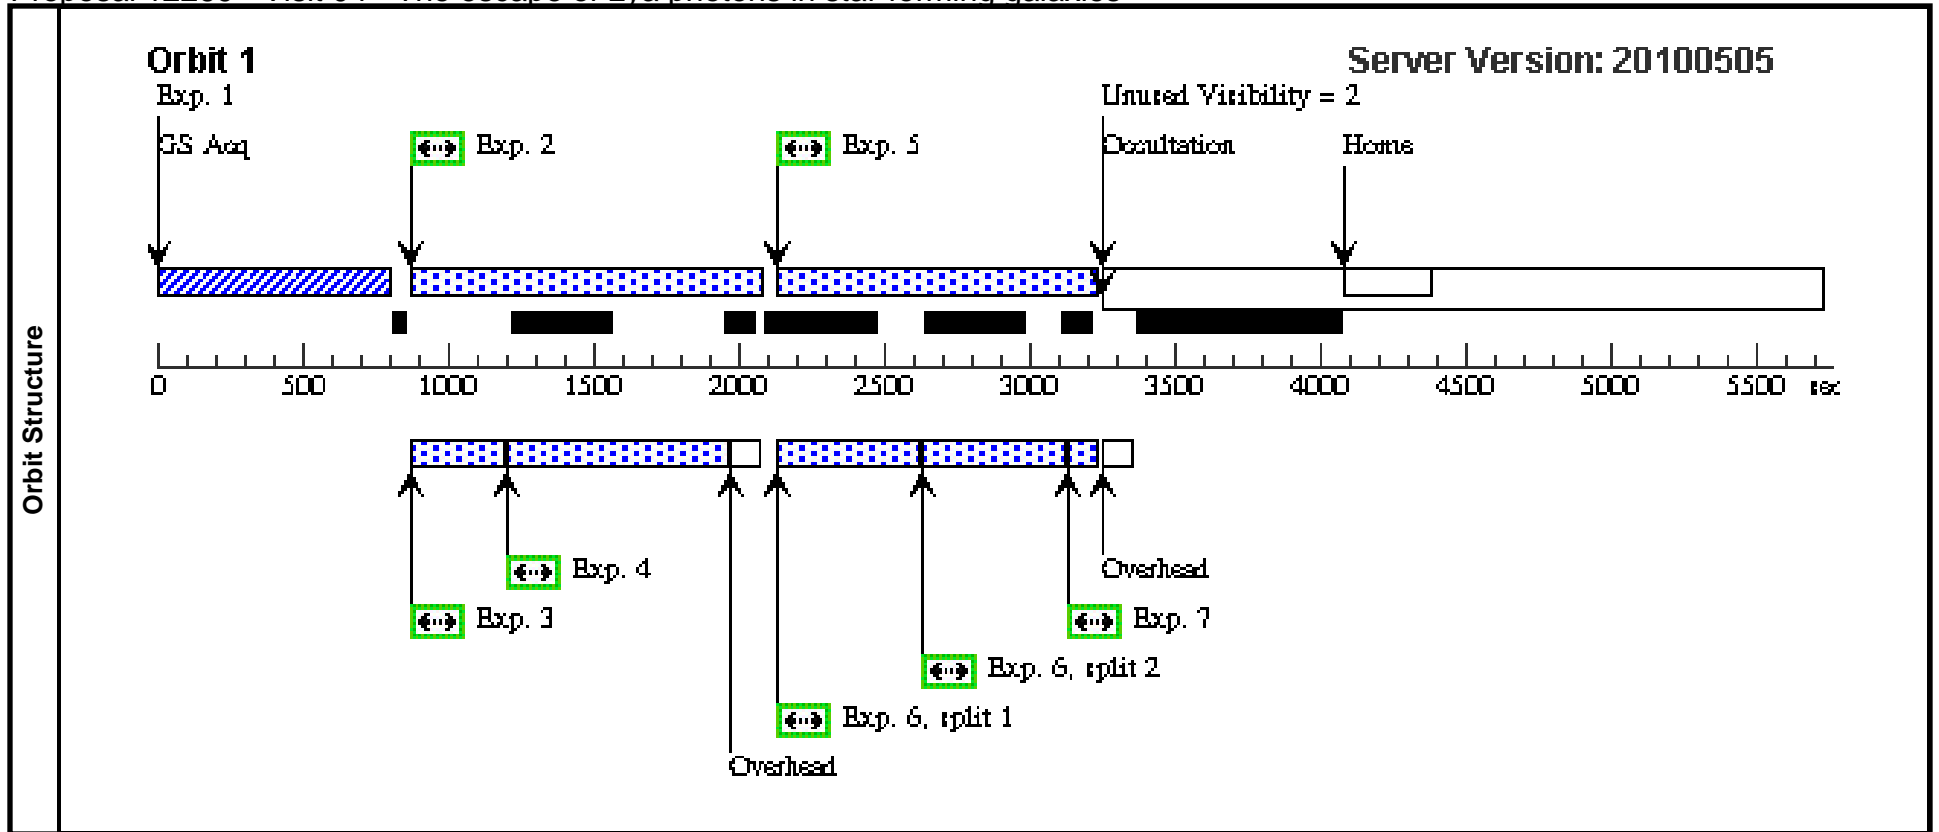 Orbit Structure
Orbit 1
Server Version: 20100505
Exp. 1
Unused Visibility = 2
GS Acq
Exp. 2
Exp. 5
Occultation
Home
0 500 1000 1500 2000 2500 3000 3500 4000 4500 5000 5500 sec
Exp. 4
Overhead
Exp. 3
Exp. 7
Exp. 6, split 2
Exp. 6, split 1
Overhead